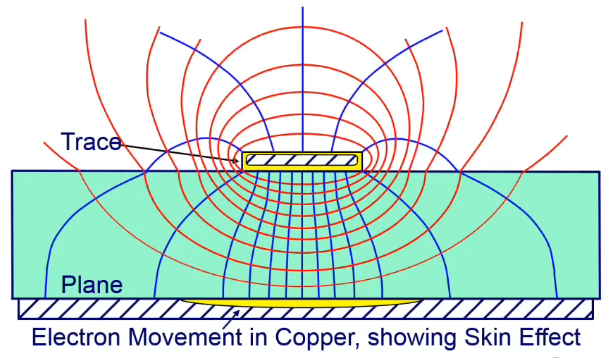 Trace
Plane
Electron Movement in Copper, showing Skin Effect